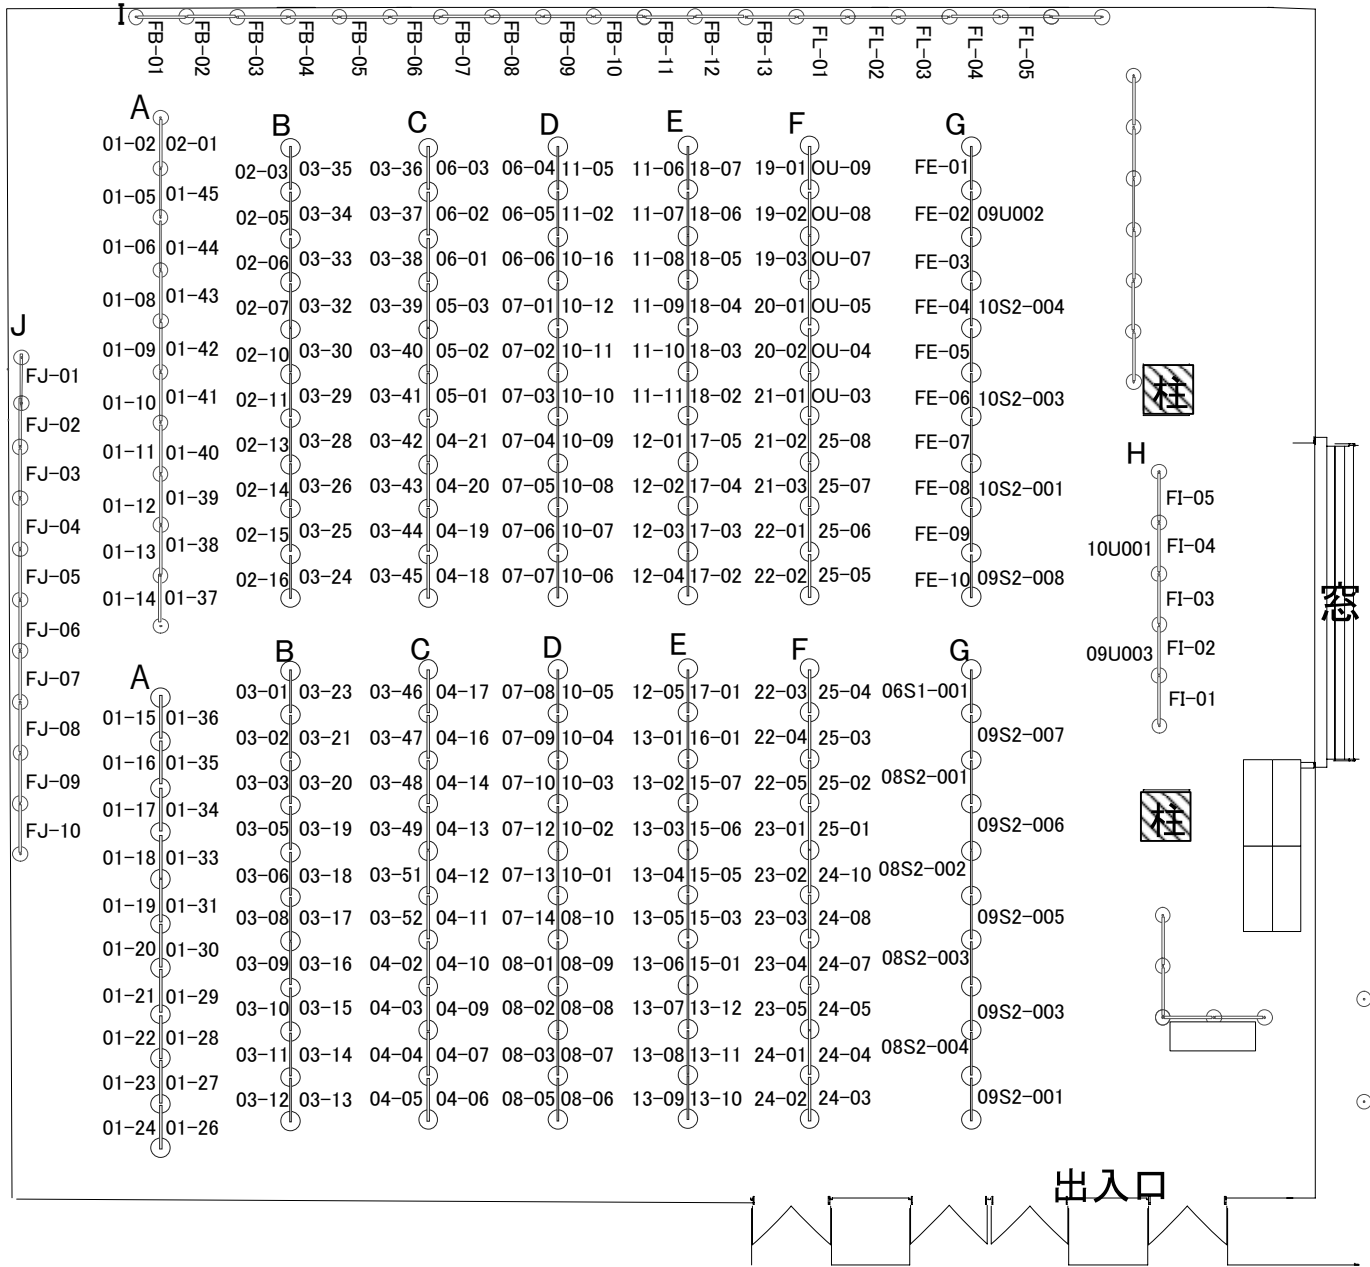 I
FB-01 FB-02 FB-03 FB-04 FB-05 FB-06 FB-07 FB-08 FB-09 FB-10 FB-11 FB-12 FB-13 FL-01 FL-02 FL-03 FL-04 FL-05
A B C D E F G
01-02 02-01 02-03 03-35 03-36 06-03 06-04 11-05 11-06 18-07 19-01 OU-09 FE-01
01-05 01-45 02-05 03-34 03-37 06-02 06-05 11-02 11-07 18-06 19-02 OU-08 FE-02 09U002
01-06 01-44 02-06 03-33 03-38 06-01 06-06 10-16 11-08 18-05 19-03 OU-07 FE-03
01-08 01-43 02-07 03-32 03-39 05-03 07-01 10-12 11-09 18-04 20-01 OU-05 FE-04 10S2-004
01-09 01-42 02-10 03-30 03-40 05-02 07-02 10-11 11-10 18-03 20-02 OU-04 FE-05
01-10 01-41 02-11 03-29 03-41 05-01 07-03 10-10 11-11 18-02 21-01 OU-03 FE-06 10S2-003
01-11 01-40 02-13 03-28 03-42 04-21 07-04 10-09 12-01 17-05 21-02 25-08 FE-07
01-12 01-39 02-14 03-26 03-43 04-20 07-05 10-08 12-02 17-04 21-03 25-07 FE-08 10S2-001
01-13 01-38 02-15 03-25 03-44 04-19 07-06 10-07 12-03 17-03 22-01 25-06 FE-09
01-14 01-37 02-16 03-24 03-45 04-18 07-07 10-06 12-04 17-02 22-02 25-05 FE-10 09S2-008
J
FJ-01
FJ-02
FJ-03
FJ-04
FJ-05
FJ-06
FJ-07
FJ-08
FJ-09
FJ-10
柱
H
FI-05
10U001 FI-04
FI-03
09U003 FI-02
FI-01
窓
柱
A B C D E F G
01-15 01-36 03-01 03-23 03-46 04-17 07-08 10-05 12-05 17-01 22-03 25-04 06S1-001
01-16 01-35 03-02 03-21 03-47 04-16 07-09 10-04 13-01 16-01 22-04 25-03 09S2-007
01-17 01-34 03-03 03-20 03-48 04-14 07-10 10-03 13-02 15-07 22-05 25-02 08S2-001
01-18 01-33 03-05 03-19 03-49 04-13 07-12 10-02 13-03 15-06 23-01 25-01 09S2-006
01-19 01-31 03-06 03-18 03-51 04-12 07-13 10-01 13-04 15-05 23-02 24-10 08S2-002
01-20 01-30 03-08 03-17 03-52 04-11 07-14 08-10 13-05 15-03 23-03 24-08 09S2-005
01-21 01-29 03-09 03-16 04-02 04-10 08-01 08-09 13-06 15-01 23-04 24-07 08S2-003
01-22 01-28 03-10 03-15 04-03 04-09 08-02 08-08 13-07 13-12 23-05 24-05 09S2-003
01-23 01-27 03-11 03-14 04-04 04-07 08-03 08-07 13-08 13-11 24-01 24-04 08S2-004
01-24 01-26 03-12 03-13 04-05 04-06 08-05 08-06 13-09 13-10 24-02 24-03 09S2-001
出入口